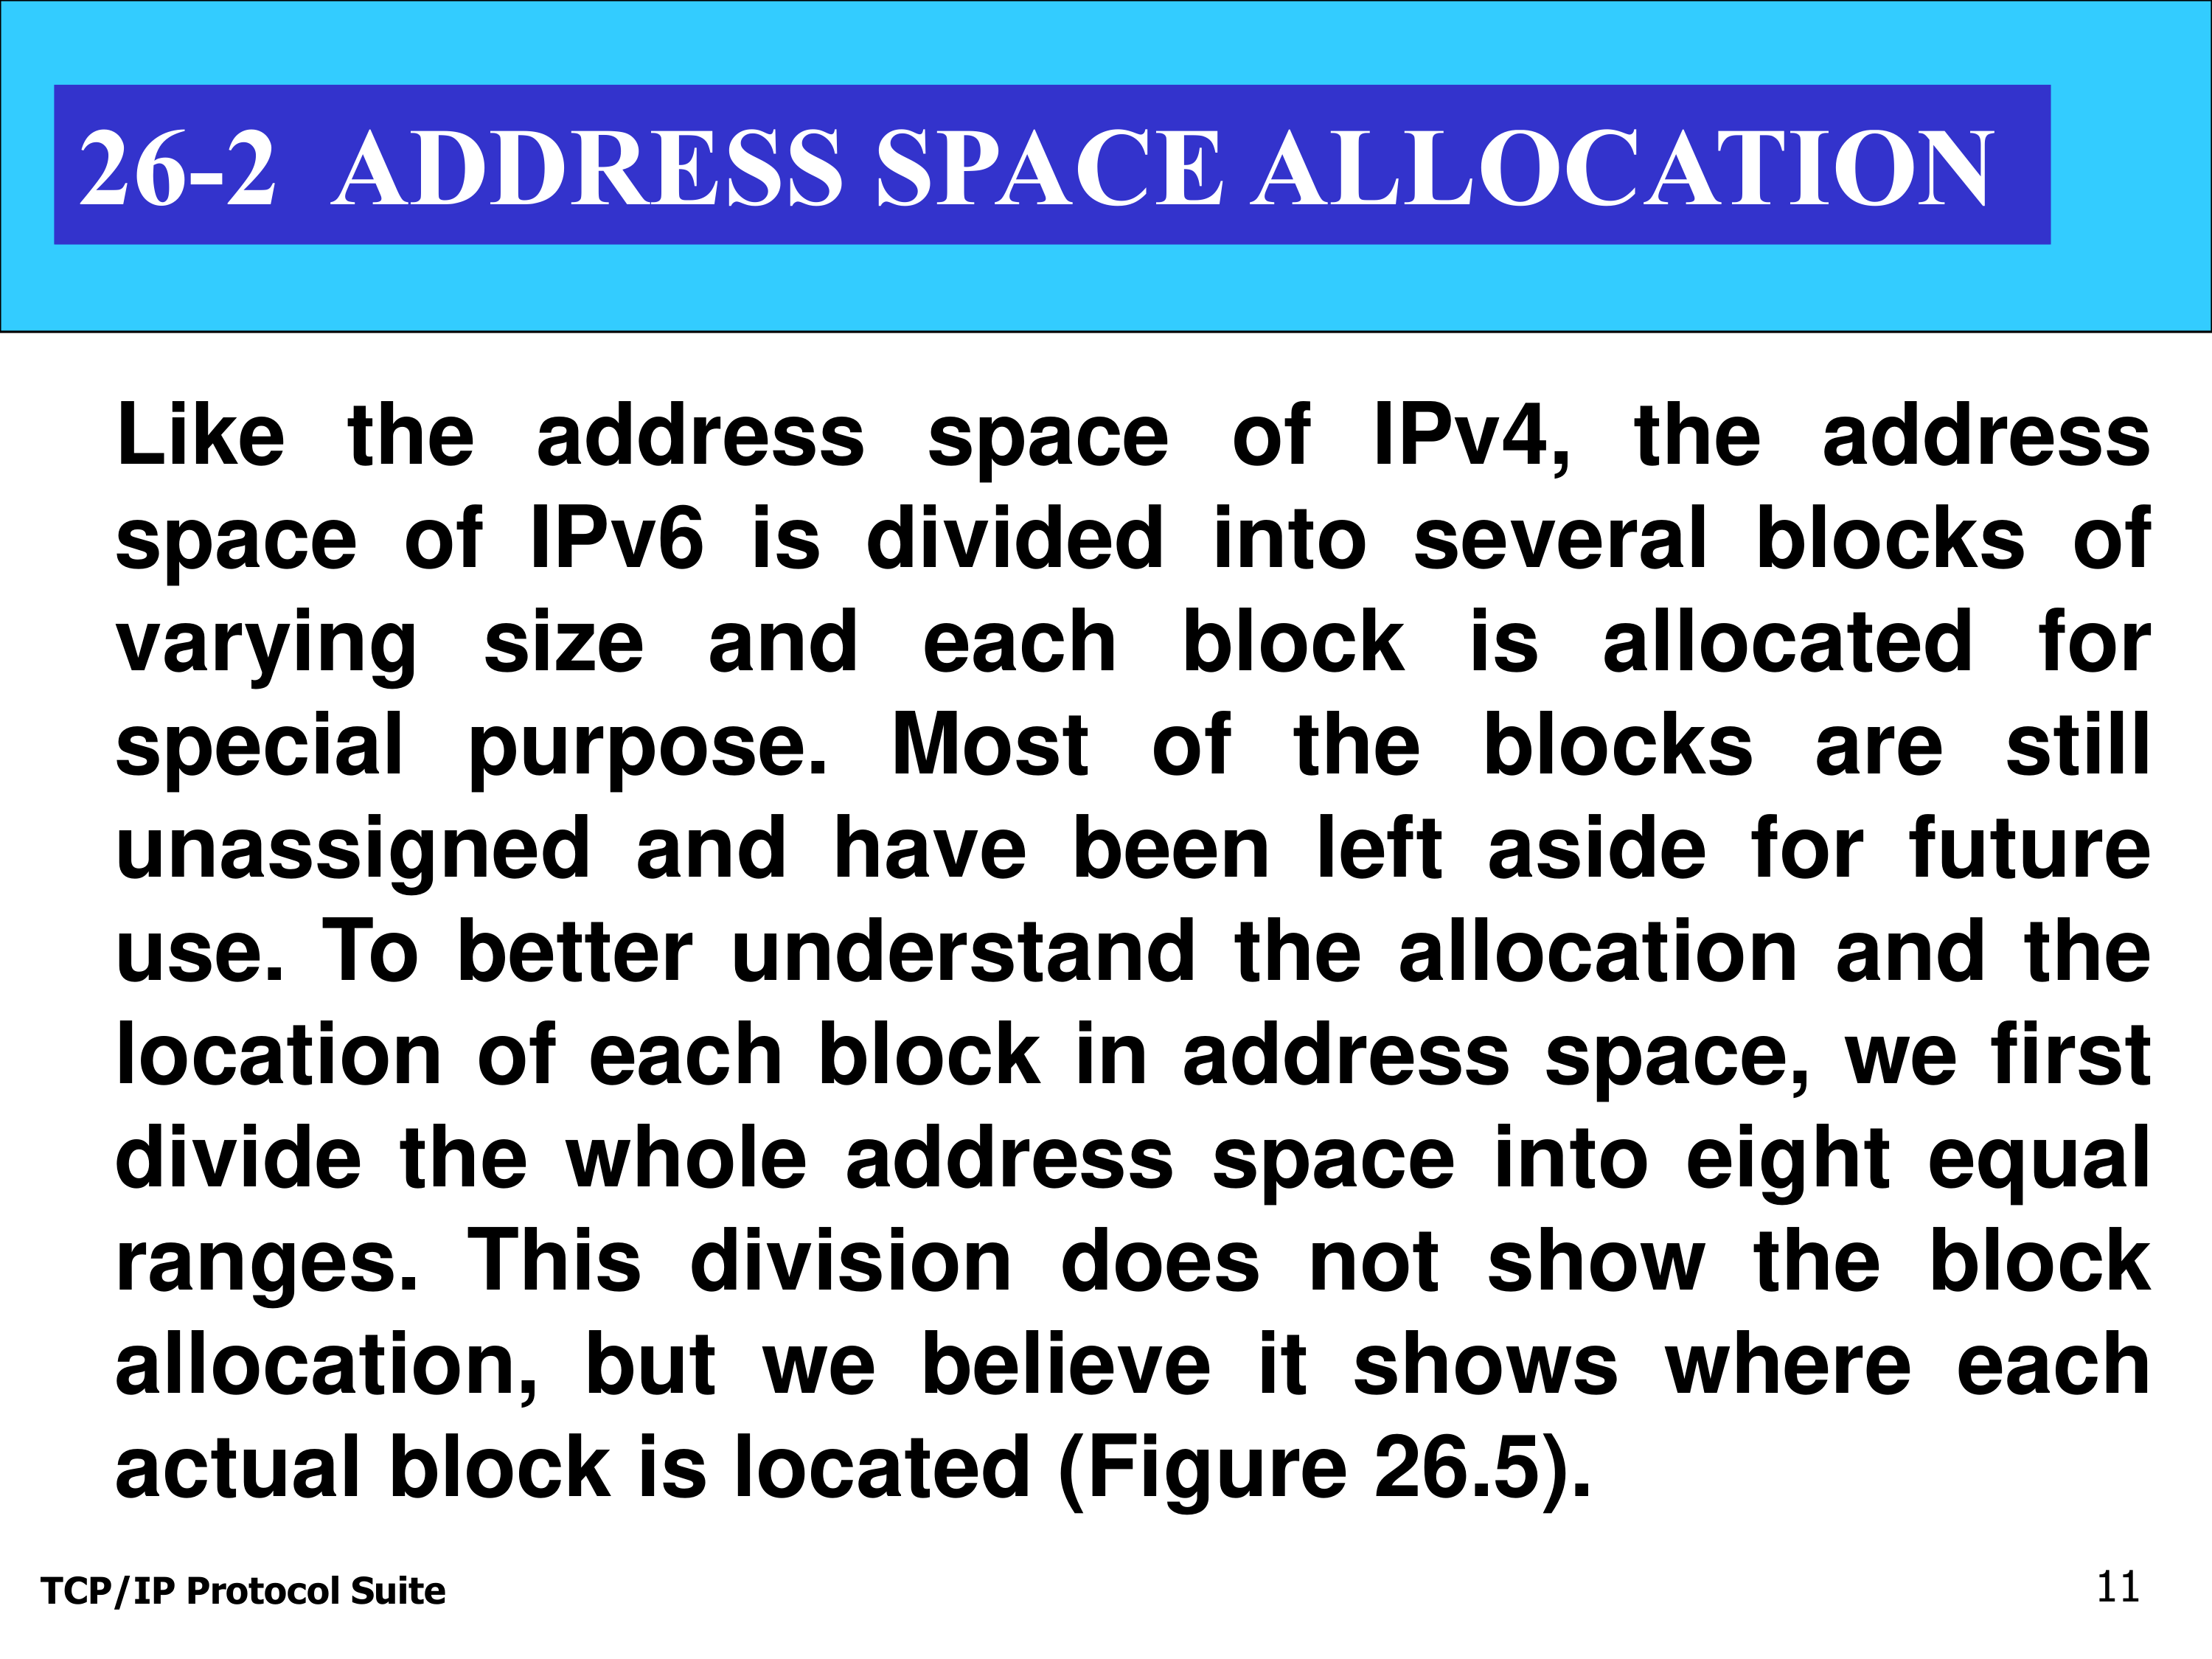 26-2 ADDRESS SPACE ALLOCATION
Like the address space of IPv4, the address
space of IPv6 is divided into several blocks of
varying size and each block is allocated for
special purpose. Most of the blocks are still
unassigned and have been left aside for future
use. To better understand the allocation and the
location of each block in address space, we first
divide the whole address space into eight equal
ranges. This division does not show the block
allocation, but we believe it shows where each
actual block is located (Figure 26.5).
TCP/IP Protocol Suite
11